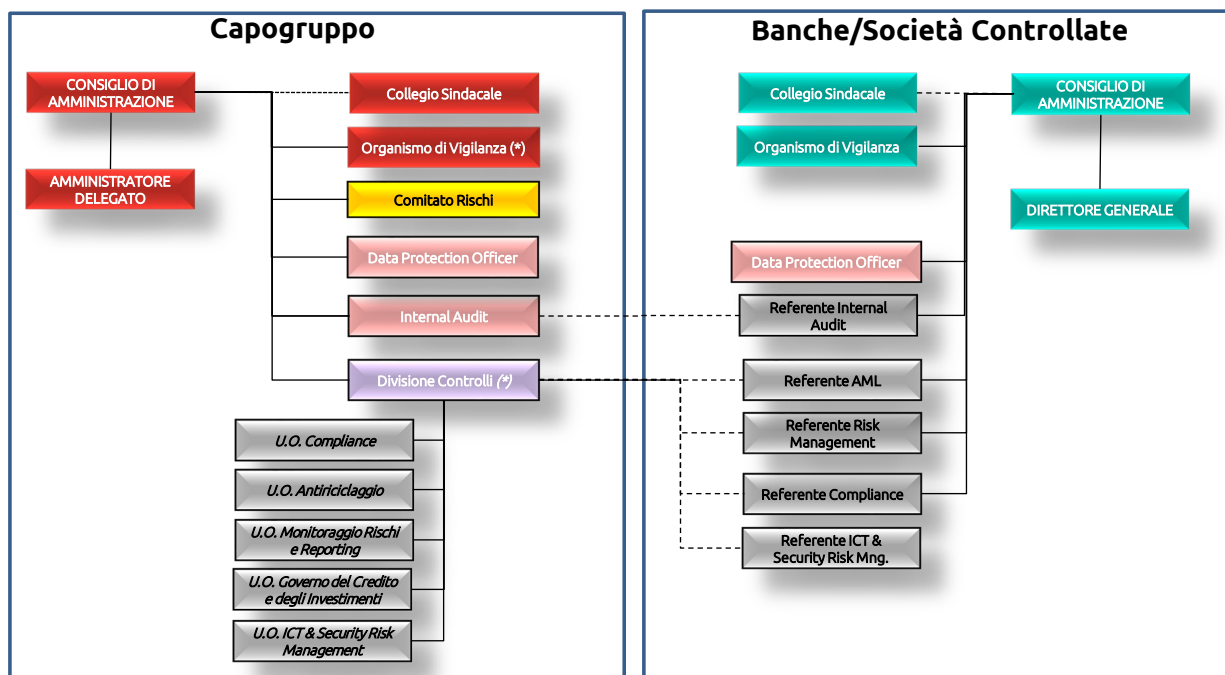 Capogruppo
CONSIGLIO DI
AMMINISTRAZIONE
AMMINISTRATORE
DELEGATO
Collegio Sindacale
Organismo di Vigilanza (*)
Comitato Rischi
Data Protection Officer
Internal Audit
Divisione Controlli (*)
U.O. Compliance
U.O. Antiriciclaggio
U.O. Monitoraggio Rischi
e Reporting
U.O. Governo del Credito
e degli Investimenti
U.O. ICT & Security Risk
Management
Banche/Società Controllate
Collegio Sindacale
Organismo di Vigilanza
CONSIGLIO DI
AMMINISTRAZIONE
DIRETTORE GENERALE
Data Protection Officer
Referente Internal
Audit
Referente AML
Referente Risk
Management
Referente Compliance
Referente ICT &
Security Risk Mng.